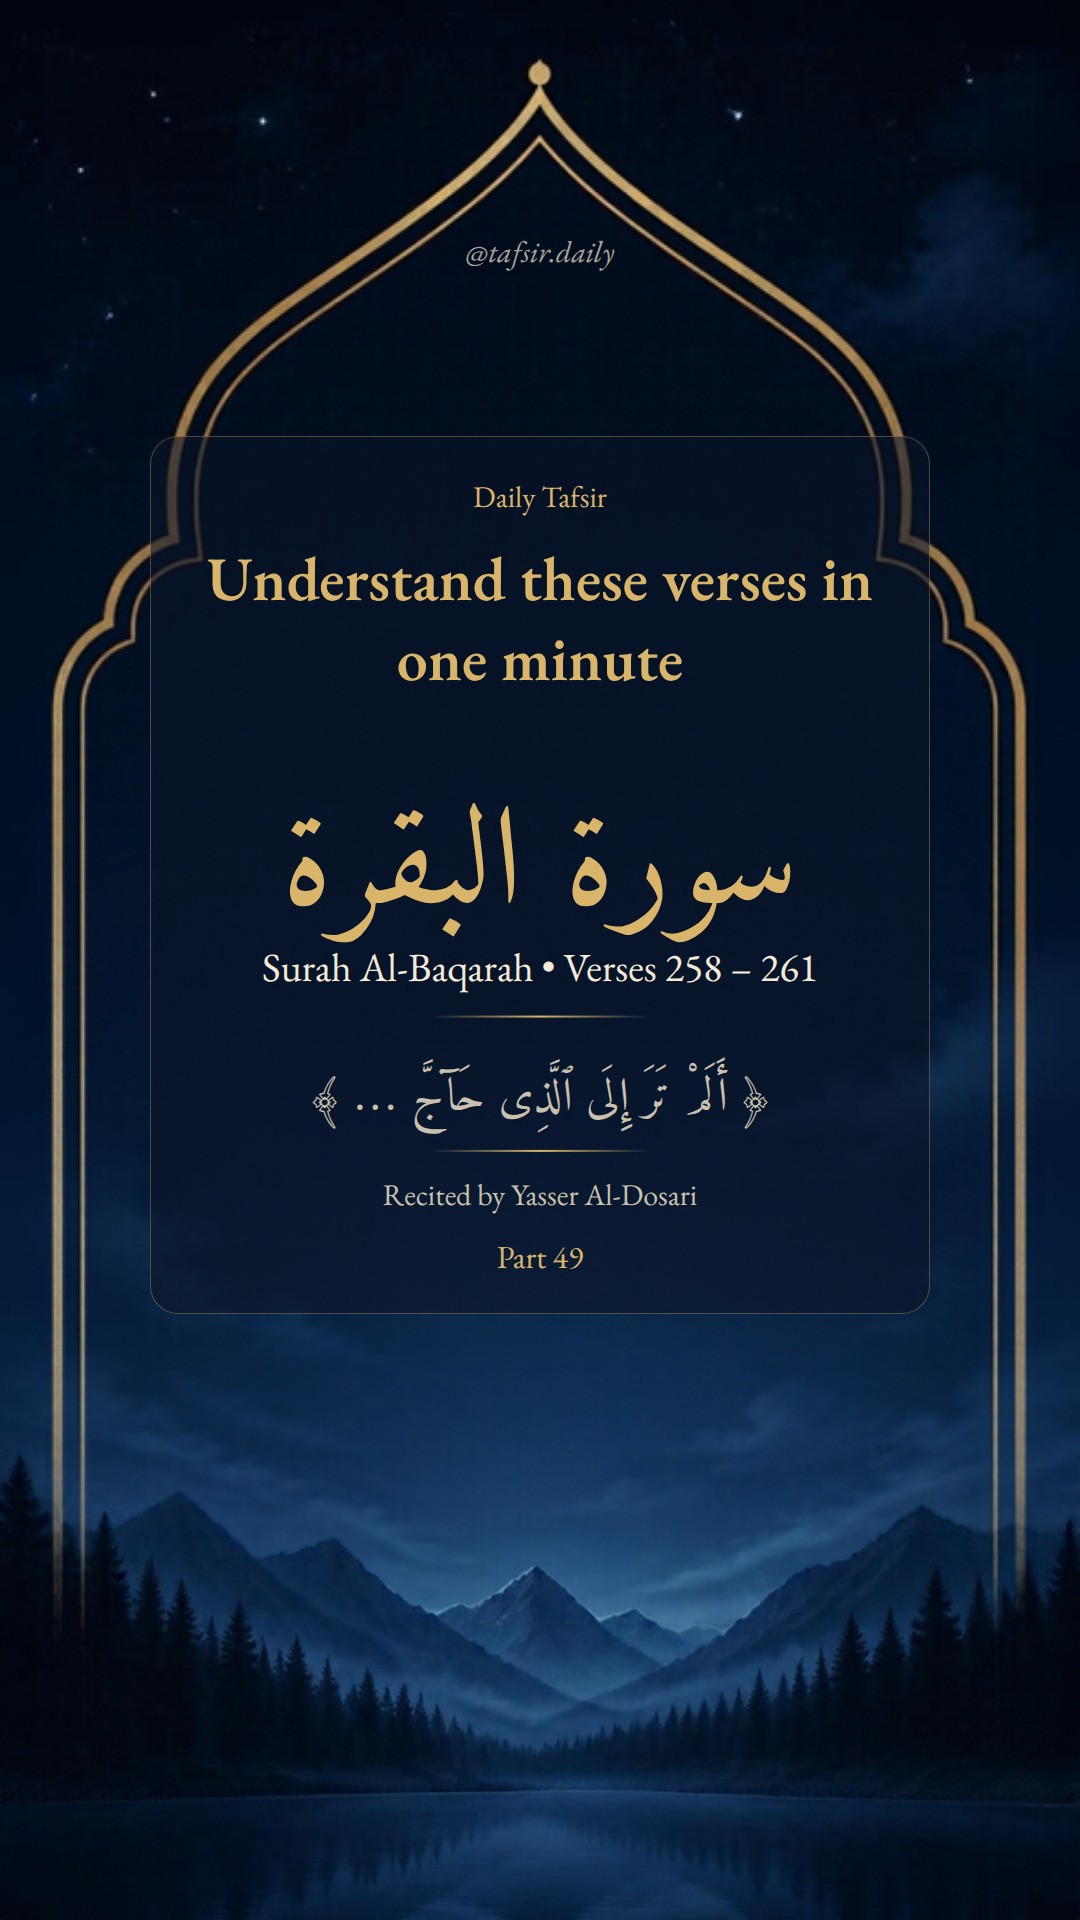 @tafsir.daily
Daily Tafsir
Understand these verses in
one minute
سورة البقرة
Surah Al-Baqarah • Verses 258 – 261
﴿ أَلَمْ تَرَ إِلَى ٱلَّذِى حَآجَّ ... ﴾
Recited by Yasser Al-Dosari
Part 49